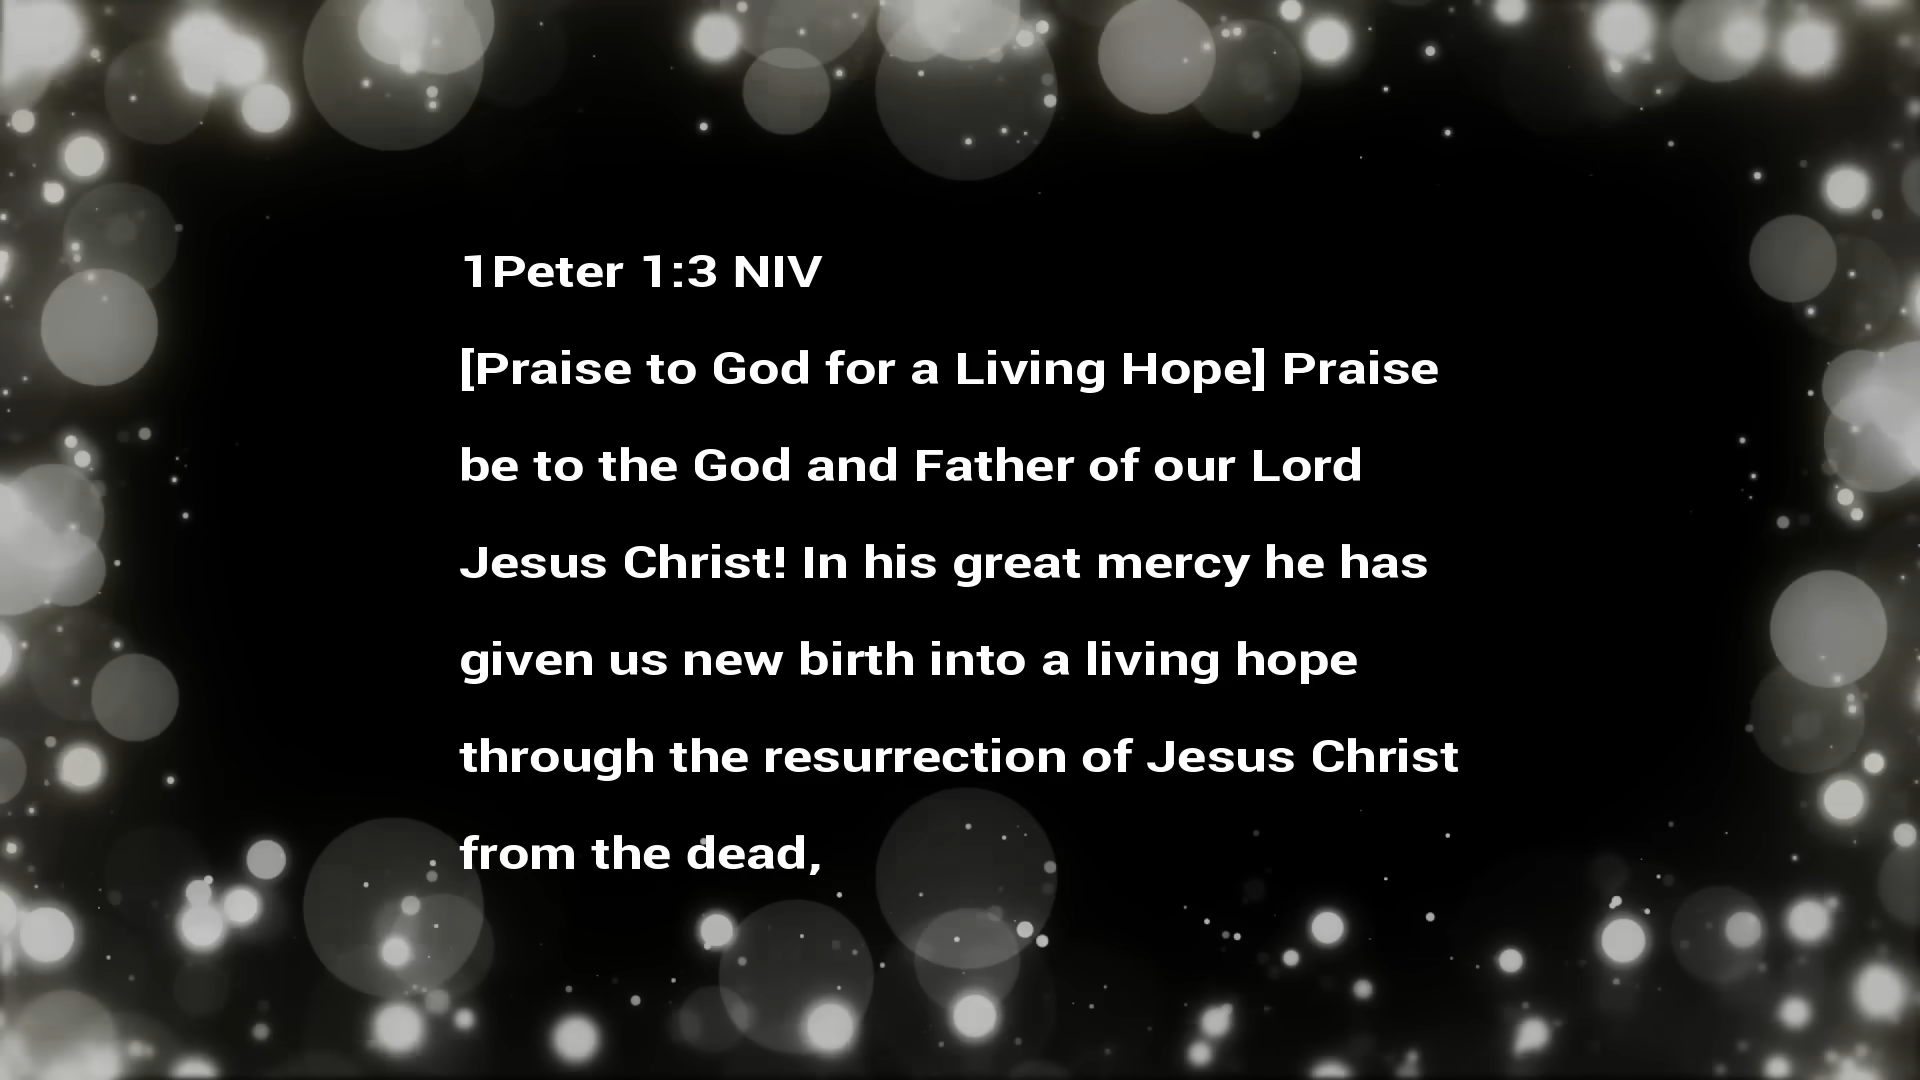 1Peter 1:3 NIV
[Praise to God for a Living Hope] Praise
be to the God and Father of our Lord
Jesus Christ! In his great mercy he has
given us new birth into a living hope
through the resurrection of Jesus Christ
from the dead,